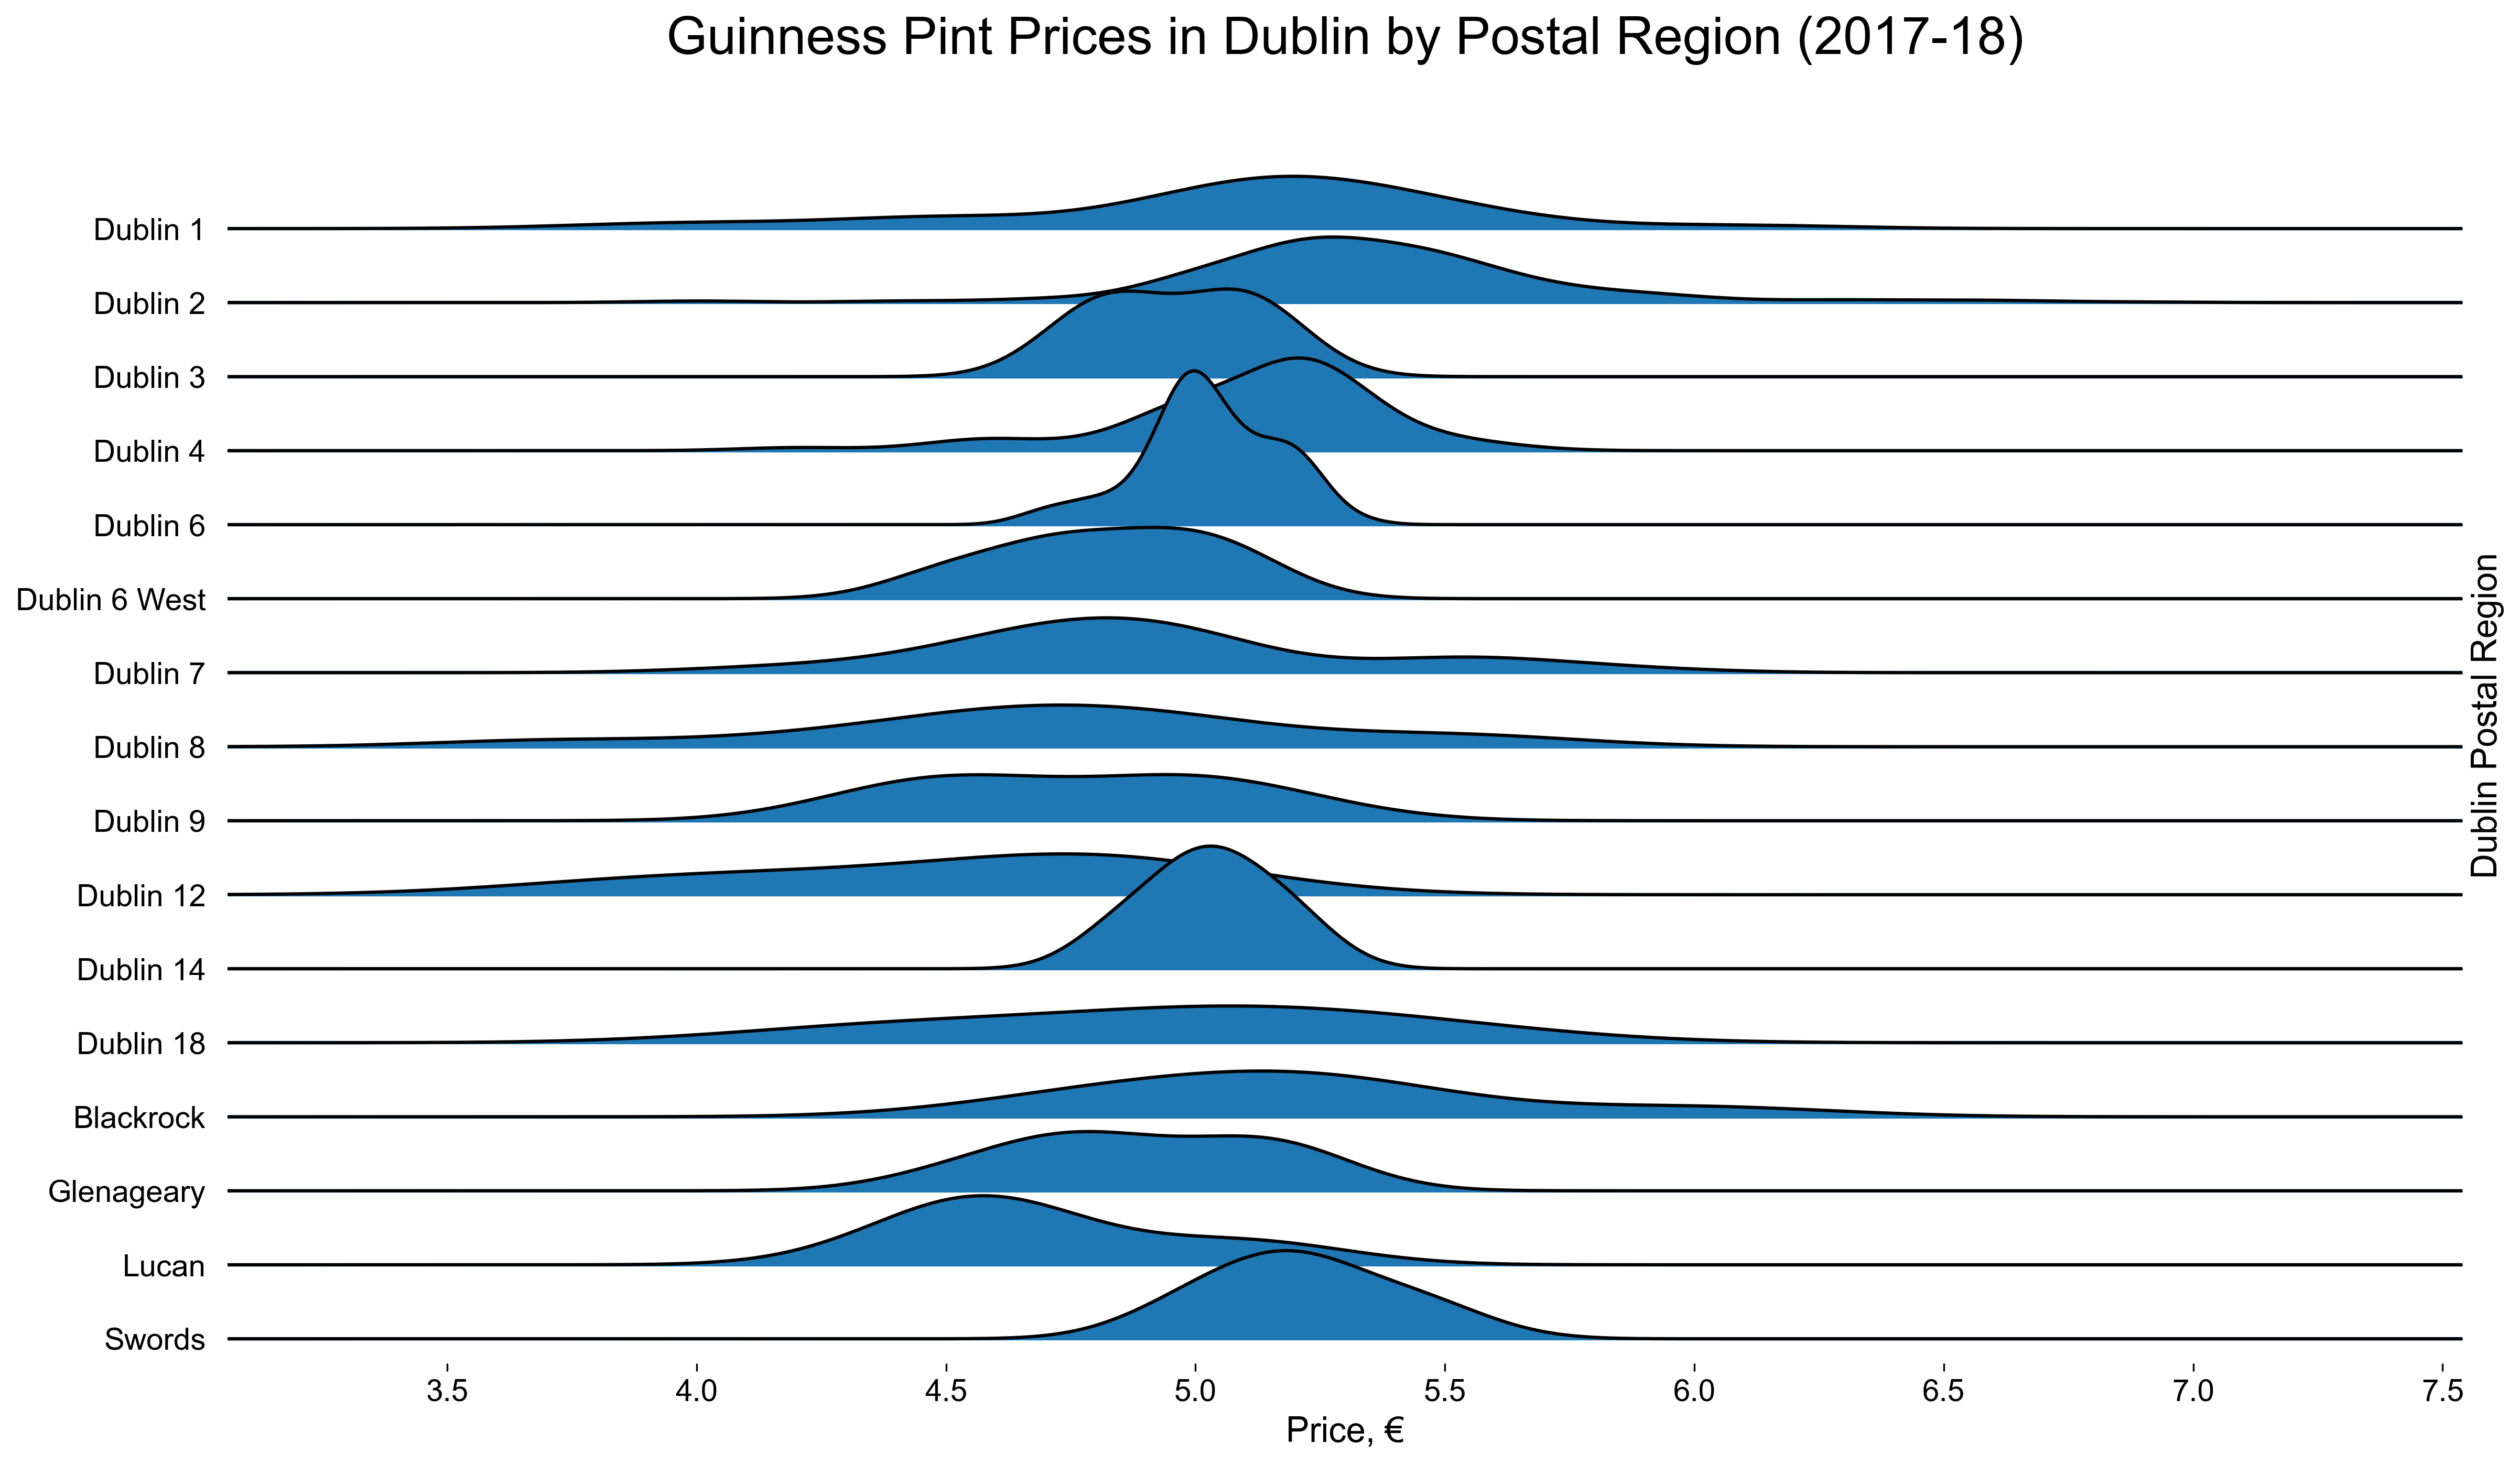 Guinness Pint Prices in Dublin by Postal Region (2017-18)
Dublin 1
Dublin 2
Dublin 3
Dublin 4
Dublin 6
Dublin 6 West
Dublin 7
Dublin 8
Dublin 9
Dublin 12
Dublin 14
Dublin 18
Blackrock
Glenageary
Lucan
Swords
Dublin Postal Region
3.5 4.0 4.5 5.0 5.5 6.0 6.5 7.0 7.5
Price, €